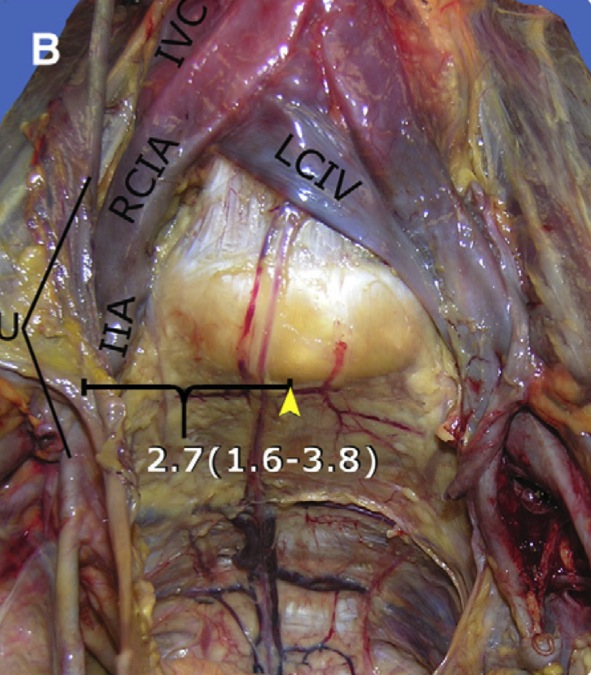 B
IVC
RCIA
LCIV
IIA
U
2.7(1.6-3.8)